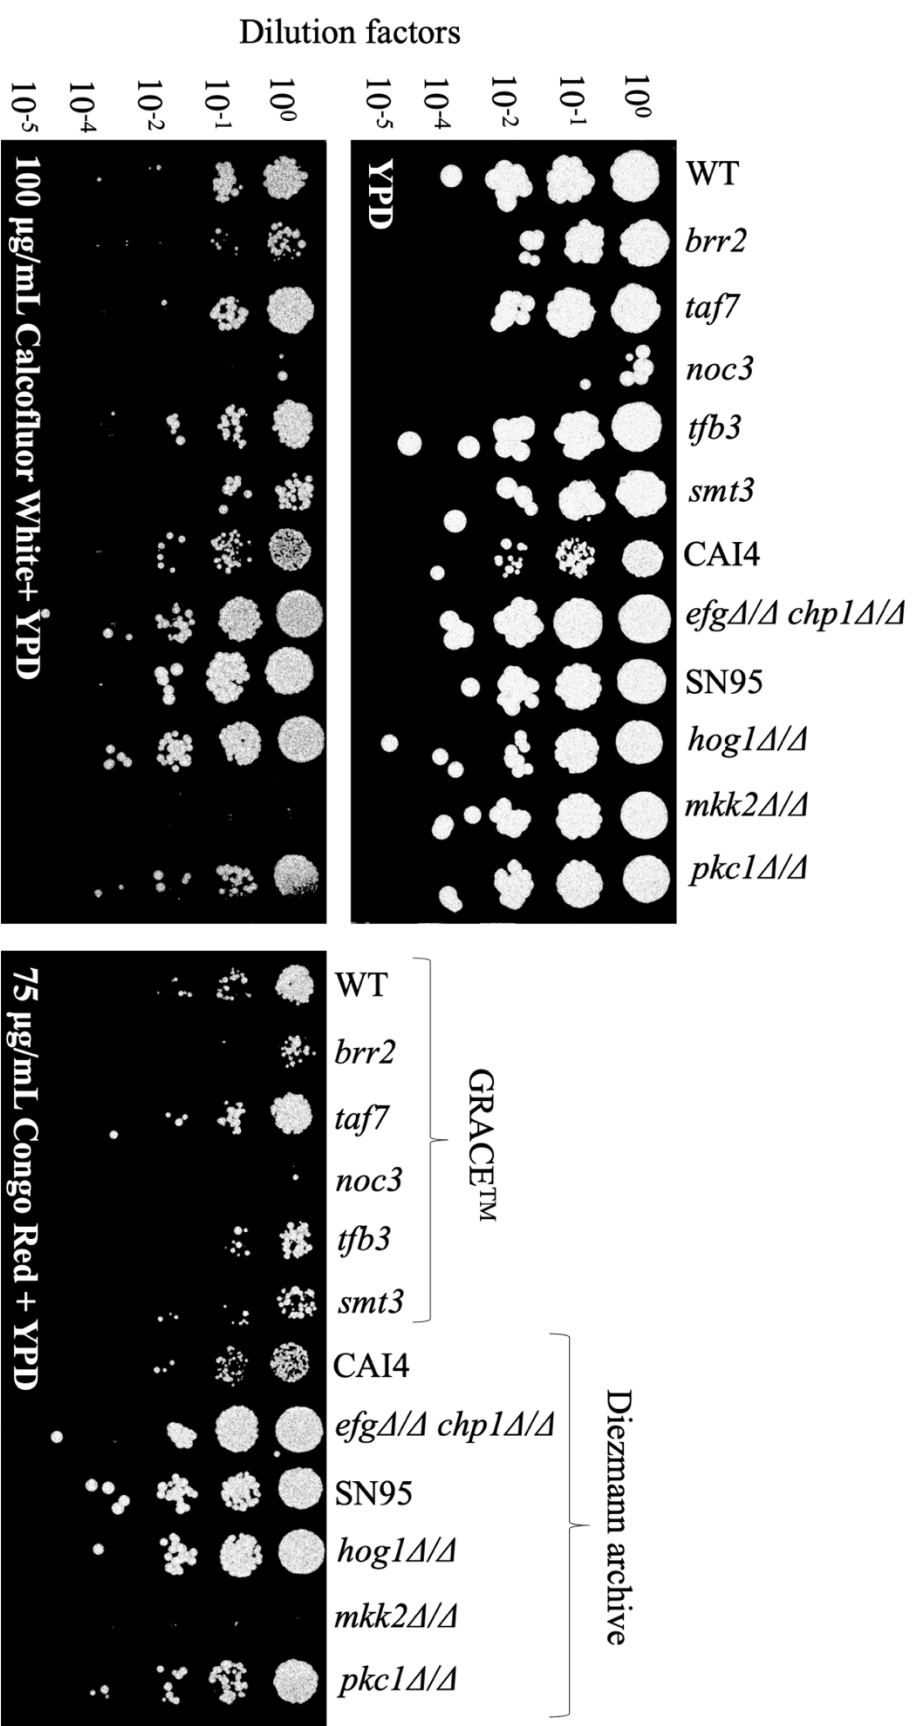 Dilution factors
10⁰
10⁻¹
10⁻²
10⁻⁴
10⁻⁵
YPD
WT
brr2
taf7
noc3
tfb3
smt3
CAI4
efgΔ/Δ chp1Δ/Δ
SN95
hog1Δ/Δ
mkk2Δ/Δ
pkc1Δ/Δ
10⁰
10⁻¹
10⁻²
10⁻⁴
10⁻⁵
100 µg/mL Calcofluor White+ YPD
75 µg/mL Congo Red + YPD
WT
brr2
taf7
noc3
tfb3
smt3
CAI4
efgΔ/Δ chp1Δ/Δ
SN95
hog1Δ/Δ
mkk2Δ/Δ
pkc1Δ/Δ
GRACE™
Diezmann archive